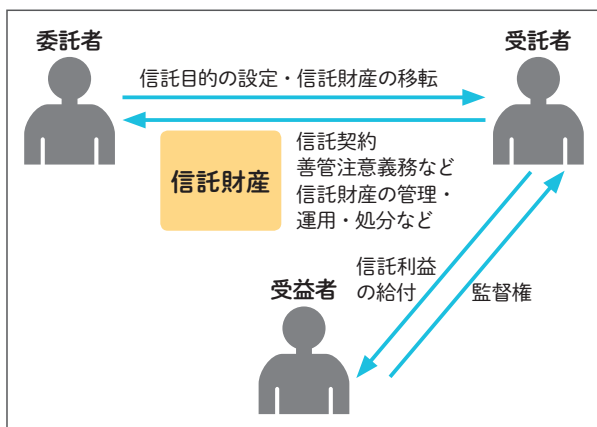 委託者
受託者
信託目的の設定・信託財産の移転
信託財産
信託契約
善管注意義務など
信託財産の管理・
運用・処分など
受益者
信託利益
の給付
監督権